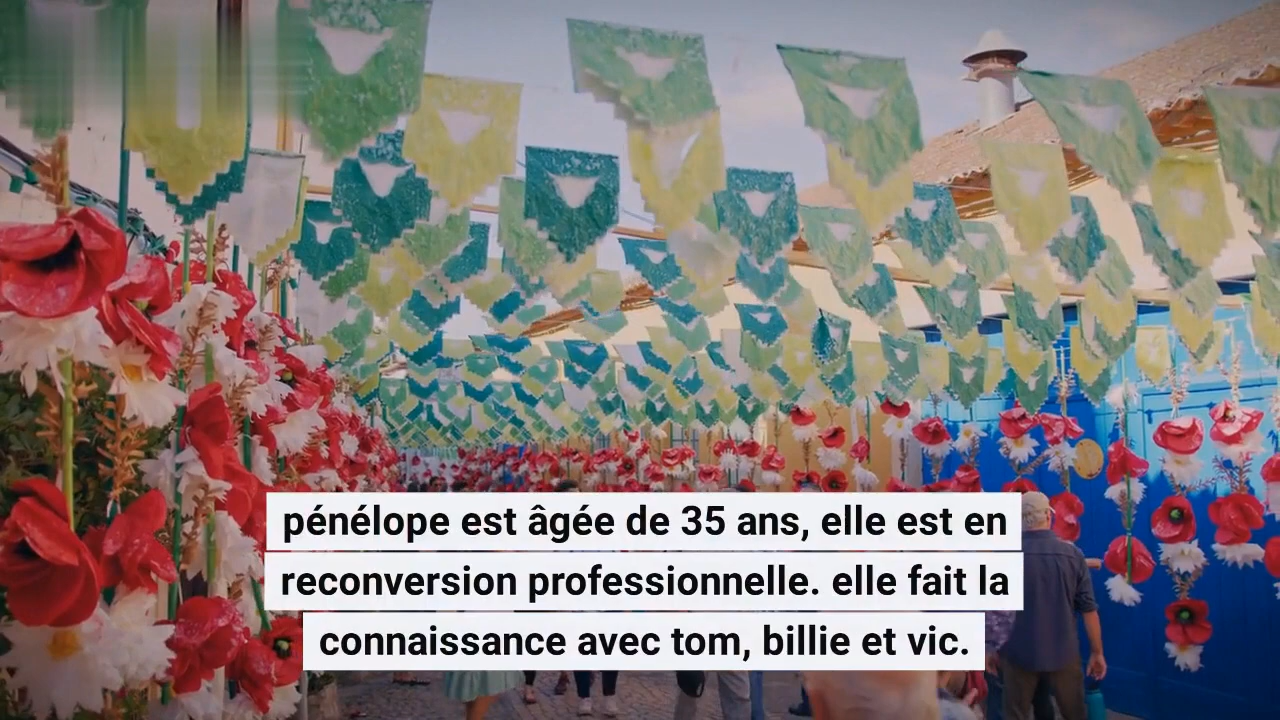 pénélope est âgée de 35 ans, elle est en
reconversion professionnelle. elle fait la
connaissance avec tom, billie et vic.